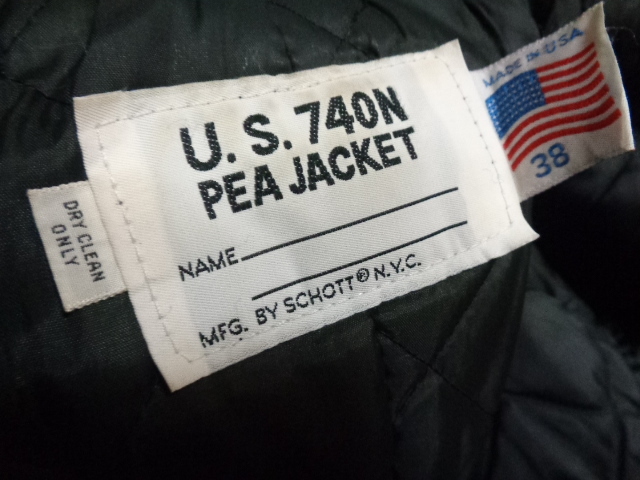 U. S. 740N
PEA JACKET
NAME
MFG. BY SCHOTT® N.Y.C.
DRY CLEAN
ONLY
MADE IN USA
38